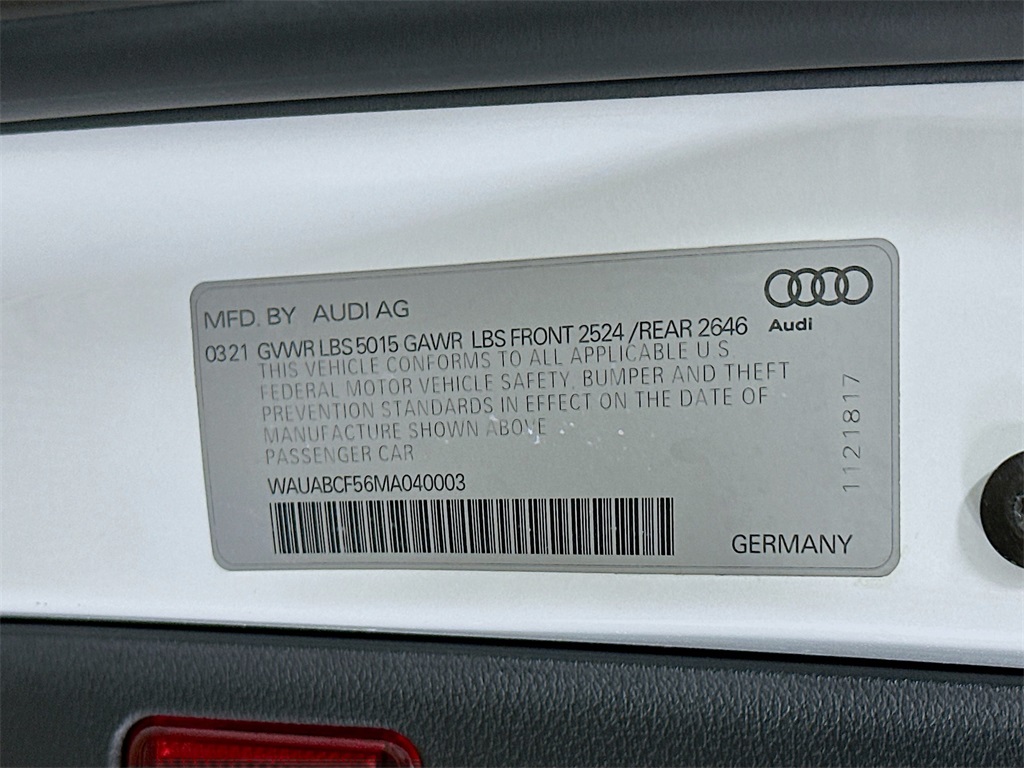 MFD. BY AUDI AG
Audi
03 21 GVWR LBS 5015 GAWR LBS FRONT 2524 /REAR 2646
THIS VEHICLE CONFORMS TO ALL APPLICABLE U.S.
FEDERAL MOTOR VEHICLE SAFETY, BUMPER AND THEFT
PREVENTION STANDARDS IN EFFECT ON THE DATE OF
MANUFACTURE SHOWN ABOVE
PASSENGER CAR
WAUABCF56MA040003
GERMANY
1121817